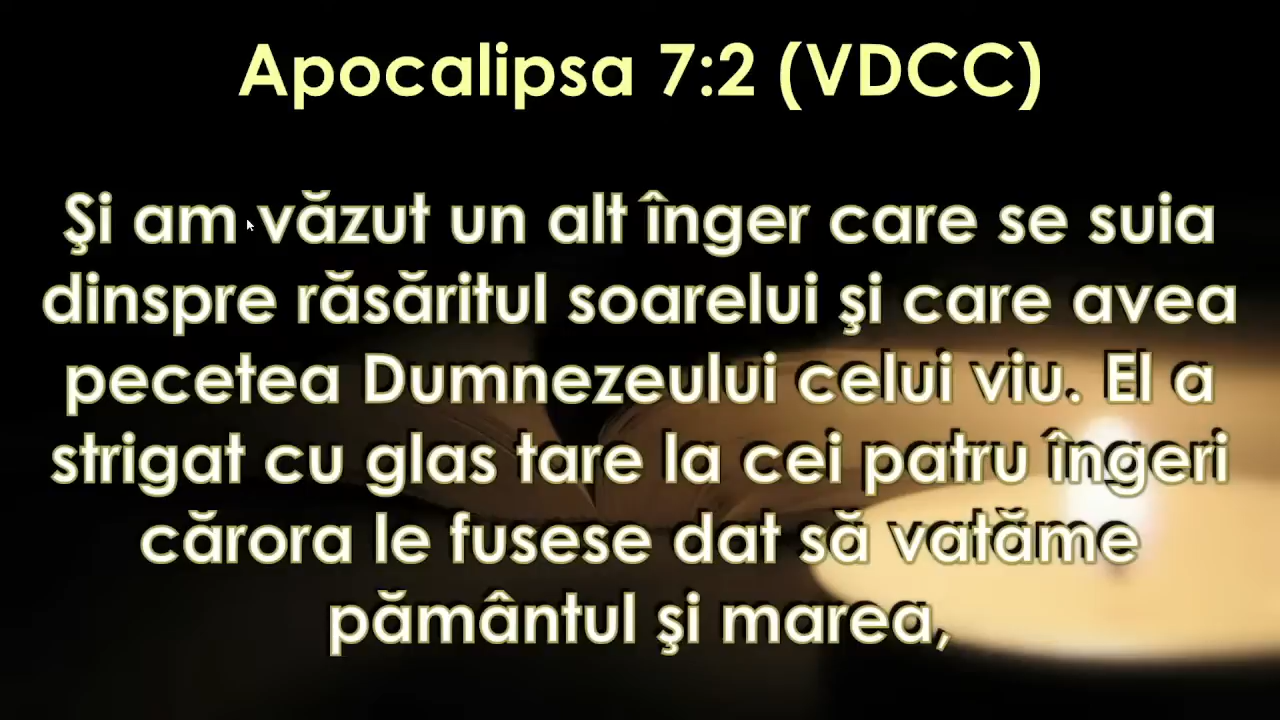 Apocalipsa 7:2 (VDCC)
Şi am văzut un alt înger care se suia
dinspre răsăritul soarelui şi care avea
pecetea Dumnezeului celui viu. El a
strigat cu glas tare la cei patru îngeri
cărora le fusese dat să vatăme
pământul şi marea,